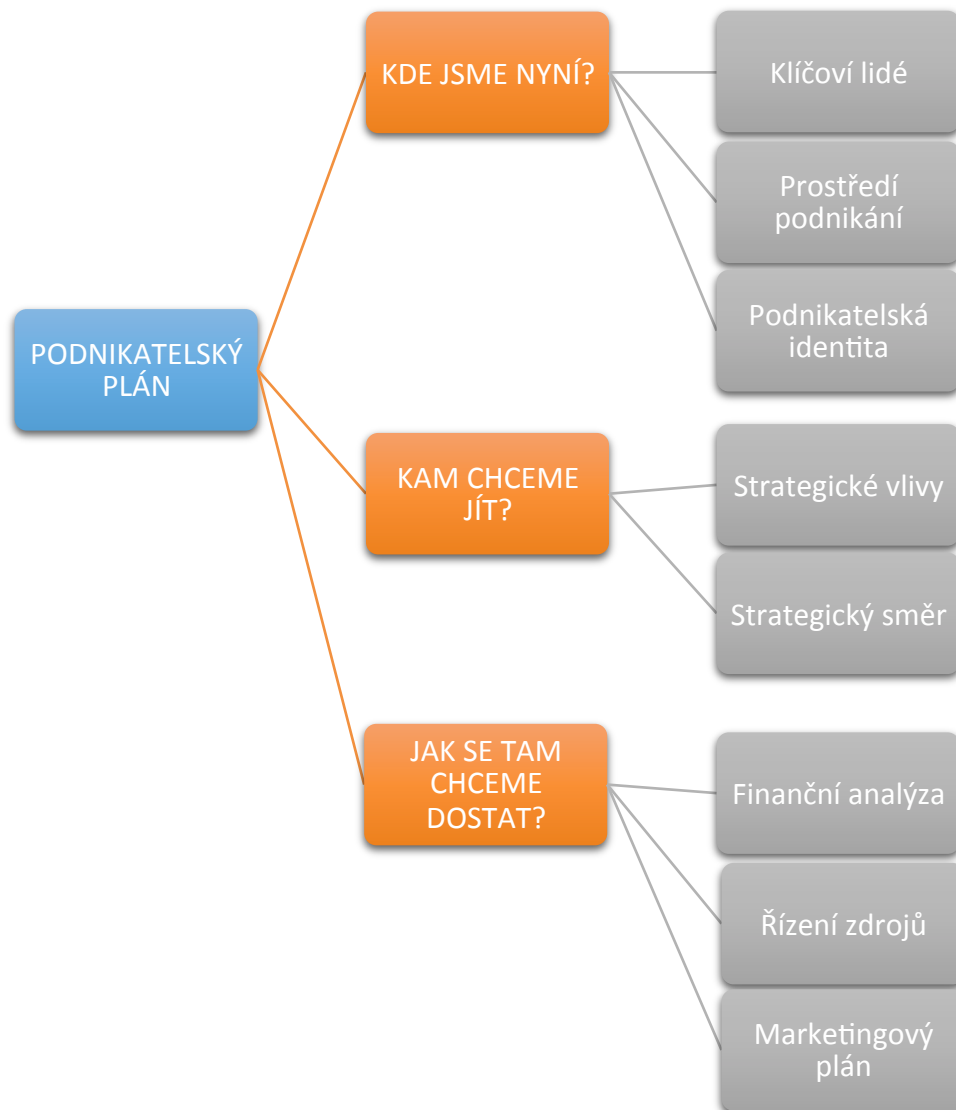 PODNIKATELSKÝ
PLÁN
KDE JSME NYNÍ?
Klíčoví lidé
Prostředí
podnikání
Podnikatelská
identita
KAM CHCEME
JÍT?
Strategické vlivy
Strategický směr
JAK SE TAM
CHCEME
DOSTAT?
Finanční analýza
Řízení zdrojů
Marketingový
plán